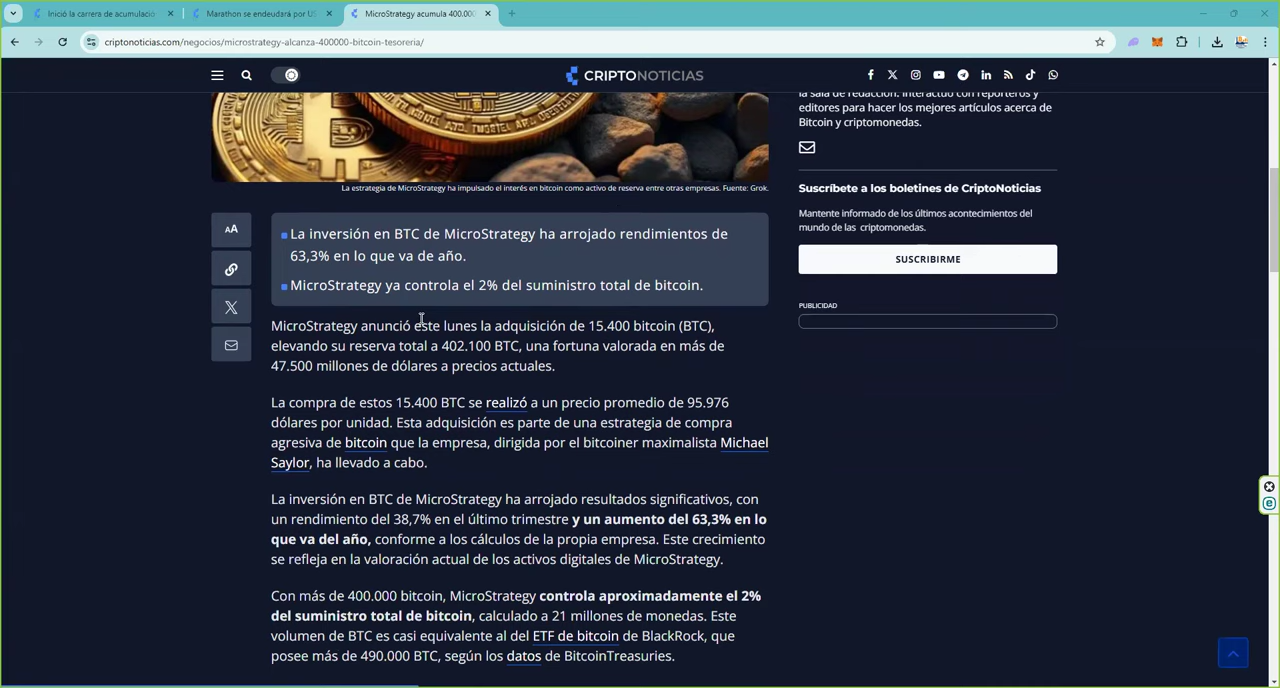 Inició la carrera de acumulació
Marathon se endeudará por US
MicroStrategy acumula 400.00
criptonoticias.com/negocios/microstrategy-alcanza-400000-bitcoin-tesoreria/
CRIPTONOTICIAS
la sala de redacción. Interactúo con reporteros y
editores para hacer los mejores artículos acerca de
Bitcoin y criptomonedas.
La estrategia de MicroStrategy ha impulsado el interés en bitcoin como activo de reserva entre otras empresas. Fuente: Grok.
Suscríbete a los boletines de CriptoNoticias
Mantente informado de los últimos acontecimientos del
mundo de las criptomonedas.
SUSCRIBIRME
PUBLICIDAD
AA
La inversión en BTC de MicroStrategy ha arrojado rendimientos de
63,3% en lo que va de año.
MicroStrategy ya controla el 2% del suministro total de bitcoin.
MicroStrategy anunció este lunes la adquisición de 15.400 bitcoin (BTC),
elevando su reserva total a 402.100 BTC, una fortuna valorada en más de
47.500 millones de dólares a precios actuales.
La compra de estos 15.400 BTC se realizó a un precio promedio de 95.976
dólares por unidad. Esta adquisición es parte de una estrategia de compra
agresiva de bitcoin que la empresa, dirigida por el bitcoiner maximalista Michael
Saylor, ha llevado a cabo.
La inversión en BTC de MicroStrategy ha arrojado resultados significativos, con
un rendimiento del 38,7% en el último trimestre y un aumento del 63,3% en lo
que va del año, conforme a los cálculos de la propia empresa. Este crecimiento
se refleja en la valoración actual de los activos digitales de MicroStrategy.
Con más de 400.000 bitcoin, MicroStrategy controla aproximadamente el 2%
del suministro total de bitcoin, calculado a 21 millones de monedas. Este
volumen de BTC es casi equivalente al del ETF de bitcoin de BlackRock, que
posee más de 490.000 BTC, según los datos de BitcoinTreasuries.